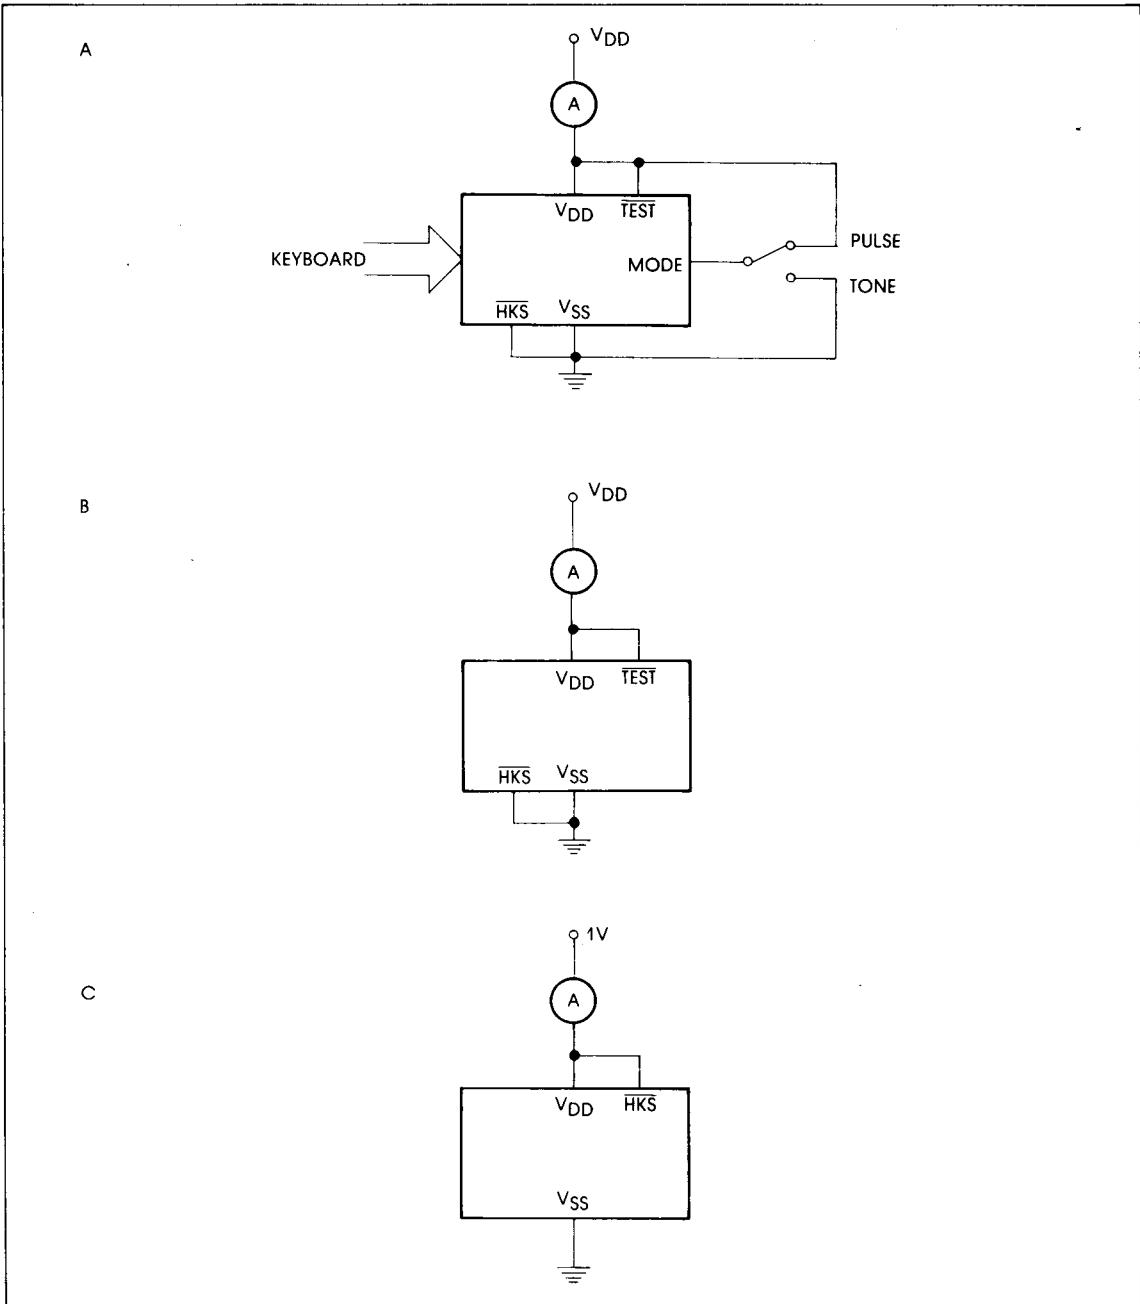 A
VDD
A
VDD
TEST
KEYBOARD
MODE
PULSE
TONE
HKS
VSS
B
VDD
A
VDD
TEST
HKS
VSS
1V
C
A
VDD
HKS
VSS